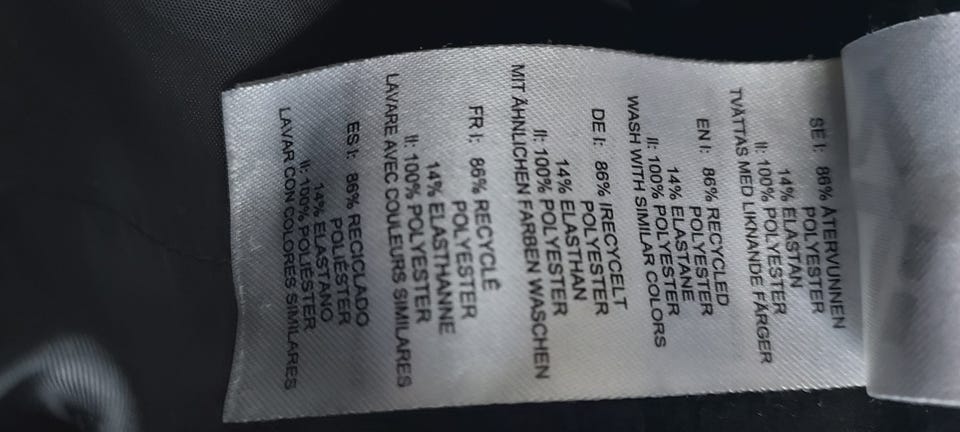 SE I: 86% ÅTERVUNNEN
POLYESTER
14% ELASTAN
II: 100% POLYESTER
TVÄTTAS MED LIKNANDE FÄRGER
EN I: 86% RECYCLED
POLYESTER
14% ELASTANE
II: 100% POLYESTER
WASH WITH SIMILAR COLORS
DE I: 86% IRECYCELT
POLYESTER
14% ELASTHAN
II: 100% POLYESTER
MIT ÄHNLICHEN FARBEN WASCHEN
FR I: 86% RECYCLÉ
POLYESTER
14% ELASTHANNE
II: 100% POLYESTER
LAVARE AVEC COULEURS SIMILARES
ES I: 86% RECICLADO
POLIÉSTER
14% ELASTANO
II: 100% POLIÉSTER
LAVAR CON COLORES SIMILARES